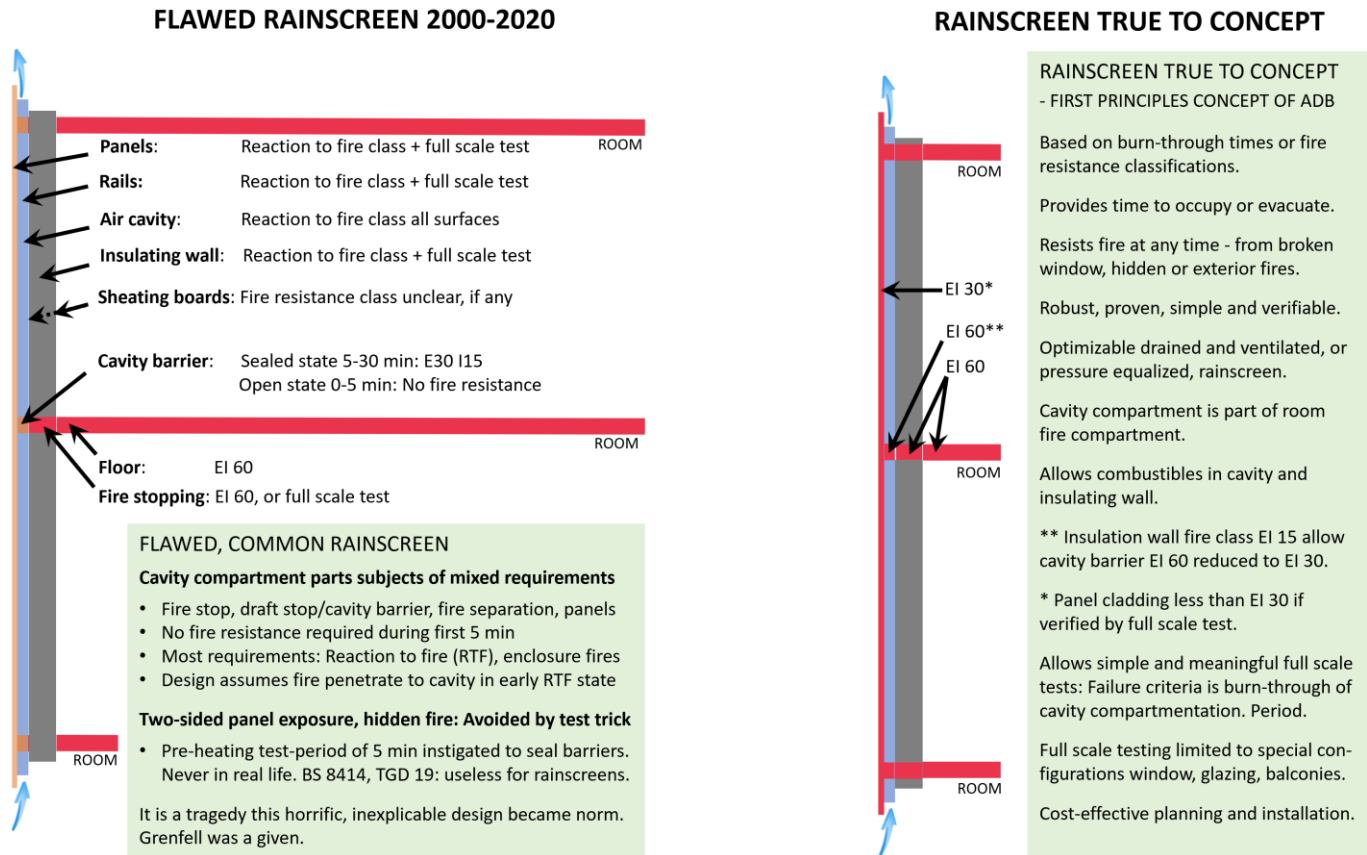 FLAWED RAINSCREEN 2000-2020
ROOM
Panels: Reaction to fire class + full scale test
Rails: Reaction to fire class + full scale test
Air cavity: Reaction to fire class all surfaces
Insulating wall: Reaction to fire class + full scale test
Sheating boards: Fire resistance class unclear, if any
Cavity barrier: Sealed state 5-30 min: E30 I15
Open state 0-5 min: No fire resistance
ROOM
Floor: EI 60
Fire stopping: EI 60, or full scale test
FLAWED, COMMON RAINSCREEN
Cavity compartment parts subjects of mixed requirements
• Fire stop, draft stop/cavity barrier, fire separation, panels
• No fire resistance required during first 5 min
• Most requirements: Reaction to fire (RTF), enclosure fires
• Design assumes fire penetrate to cavity in early RTF state
Two-sided panel exposure, hidden fire: Avoided by test trick
• Pre-heating test-period of 5 min instigated to seal barriers.
Never in real life. BS 8414, TGD 19: useless for rainscreens.
It is a tragedy this horrific, inexplicable design became norm.
Grenfell was a given.
ROOM
RAINSCREEN TRUE TO CONCEPT
ROOM
EI 30*
EI 60**
EI 60
ROOM
ROOM
RAINSCREEN TRUE TO CONCEPT
- FIRST PRINCIPLES CONCEPT OF ADB
Based on burn-through times or fire
resistance classifications.
Provides time to occupy or evacuate.
Resists fire at any time - from broken
window, hidden or exterior fires.
Robust, proven, simple and verifiable.
Optimizable drained and ventilated, or
pressure equalized, rainscreen.
Cavity compartment is part of room
fire compartment.
Allows combustibles in cavity and
insulating wall.
** Insulation wall fire class EI 15 allow
cavity barrier EI 60 reduced to EI 30.
* Panel cladding less than EI 30 if
verified by full scale test.
Allows simple and meaningful full scale
tests: Failure criteria is burn-through of
cavity compartmentation. Period.
Full scale testing limited to special con-
figurations window, glazing, balconies.
Cost-effective planning and installation.